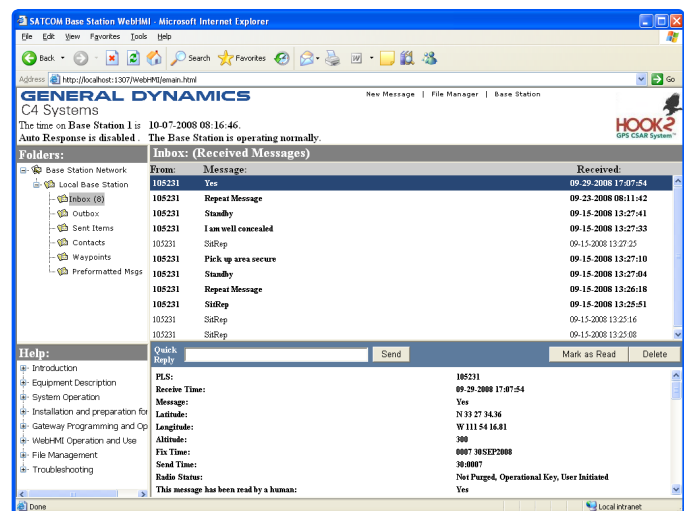 SATCOM Base Station WebHMI - Microsoft Internet Explorer
File Edit View Favorites Tools Help
Back Search Favorites
Address http://localhost:1307/WebHMI/emain.html Go
GENERAL DYNAMICS
C4 Systems
New Message | File Manager | Base Station
The time on Base Station 1 is 10-07-2008 08:16:46.
Auto Response is disabled . The Base Station is operating normally.
HOOK2
GPS CSAR System™
Folders:
Base Station Network
Local Base Station
Inbox (8)
Outbox
Sent Items
Contacts
Waypoints
Preformatted Msgs
Inbox: (Received Messages)
From: Message: Received:
105231 Yes 09-29-2008 17:07:54
105231 Repeat Message 09-23-2008 08:11:42
105231 Standby 09-15-2008 13:27:41
105231 I am well concealed 09-15-2008 13:27:33
105231 SitRep 09-15-2008 13:27:25
105231 Pick up area secure 09-15-2008 13:27:10
105231 Standby 09-15-2008 13:27:04
105231 Repeat Message 09-15-2008 13:26:18
105231 SitRep 09-15-2008 13:25:51
105231 SitRep 09-15-2008 13:25:16
105231 SitRep 09-15-2008 13:25:08
Help:
Introduction
Equipment Description
System Operation
Installation and preparation for
Gateway Programming and Op
WebHMI Operation and Use
File Management
Troubleshooting
Quick Reply Send Mark as Read Delete
PLS: 105231
Receive Time: 09-29-2008 17:07:54
Message: Yes
Latitude: N 33 27 34.36
Longitude: W 111 54 16.81
Altitude: 300
Fix Time: 0007 30SEP2008
Send Time: 30:0007
Radio Status: Not Purged, Operational Key, User Initiated
This message has been read by a human: Yes
Done Local intranet